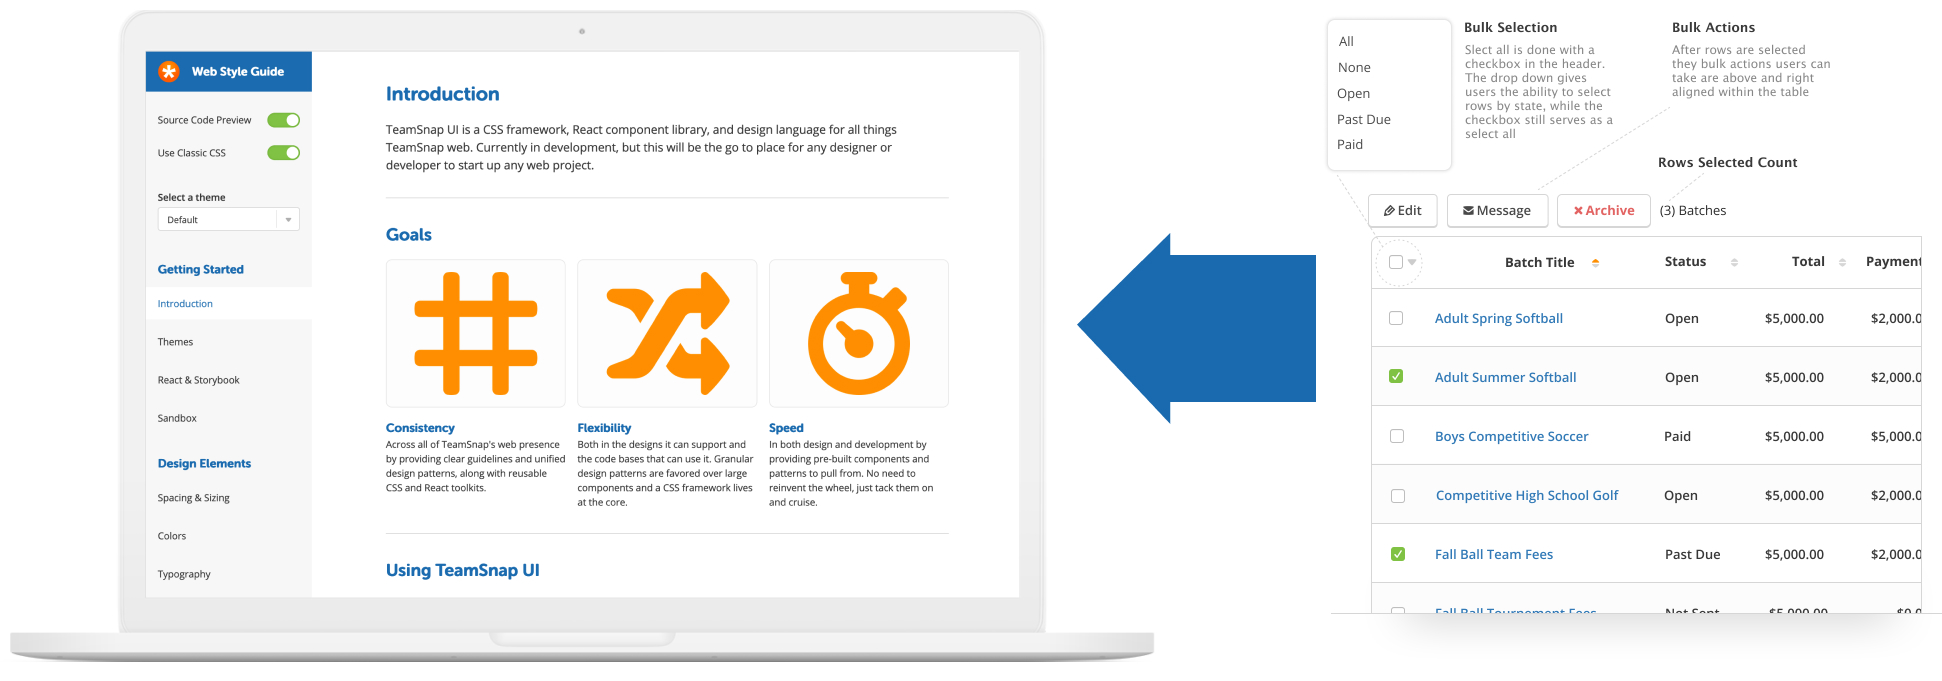 Web Style Guide
Source Code Preview
Use Classic CSS
Select a theme
Default
Getting Started
Introduction
Themes
React & Storybook
Sandbox
Design Elements
Spacing & Sizing
Colors
Typography
Introduction
TeamSnap UI is a CSS framework, React component library, and design language for all things
TeamSnap web. Currently in development, but this will be the go to place for any designer or
developer to start up any web project.
Goals
Consistency
Across all of TeamSnap's web presence
by providing clear guidelines and unified
design patterns, along with reusable
CSS and React toolkits.
Flexibility
Both in the designs it can support and
the code bases that can use it. Granular
design patterns are favored over large
components and a CSS framework lives
at the core.
Speed
In both design and development by
providing pre-built components and
patterns to pull from. No need to
reinvent the wheel, just tack them on
and cruise.
Using TeamSnap UI
All
None
Open
Past Due
Paid
Bulk Selection
Slect all is done with a
checkbox in the header.
The drop down gives
users the ability to select
rows by state, while the
checkbox still serves as a
select all
Bulk Actions
After rows are selected
they bulk actions users can
take are above and right
aligned within the table
Rows Selected Count
Edit Message Archive (3) Batches
Batch Title Status Total Payment
Adult Spring Softball Open $5,000.00 $2,000.0
Adult Summer Softball Open $5,000.00 $2,000.0
Boys Competitive Soccer Paid $5,000.00 $5,000.0
Competitive High School Golf Open $5,000.00 $2,000.0
Fall Ball Team Fees Past Due $5,000.00 $2,000.0
Fall Ball Tournement Fees Not Sent $5,000.00 $0.0